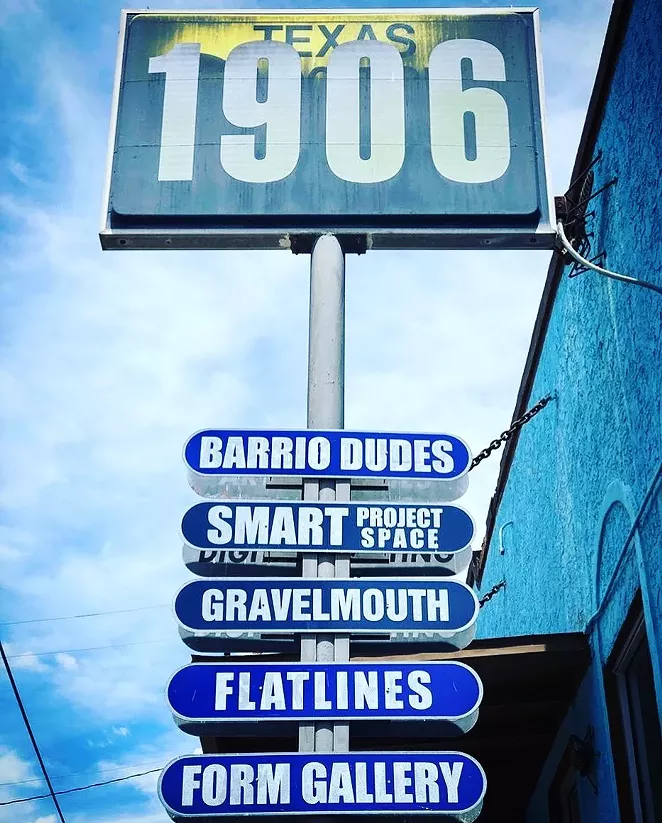 TEXAS
1906
BARRIO DUDES
SMART PROJECT
SPACE
GRAVELMOUTH
FLATLINES
FORM GALLERY